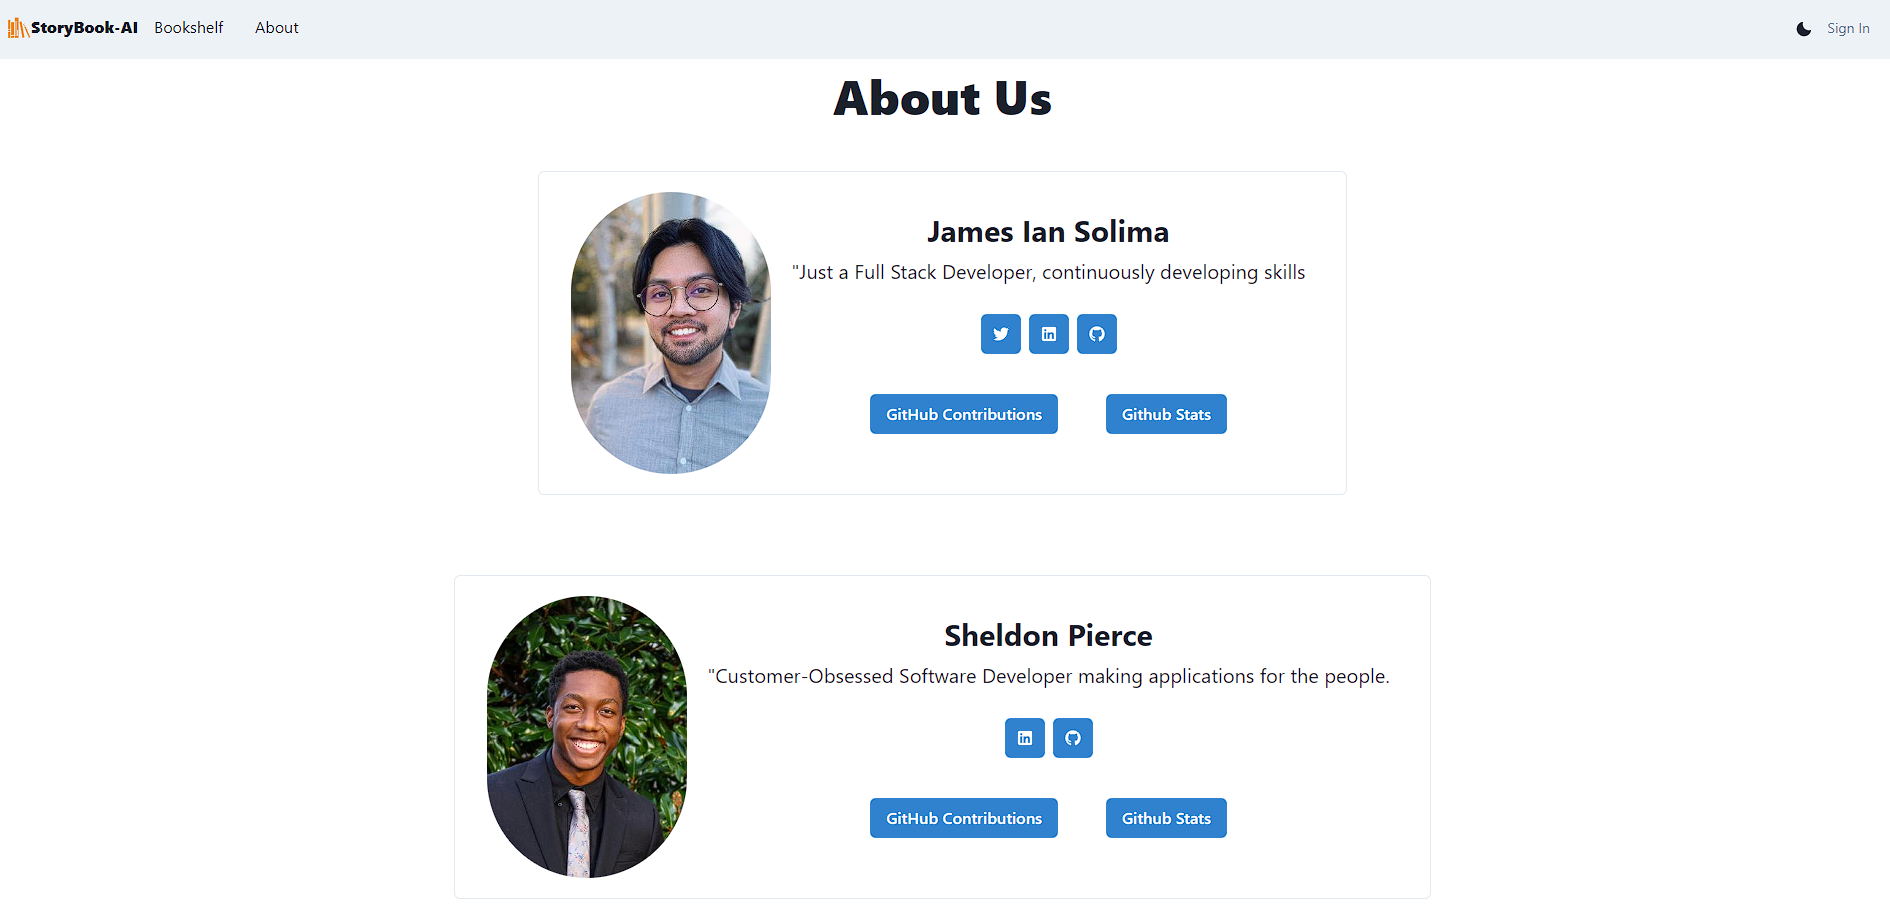 StoryBook-AI Bookshelf About Sign In
About Us
James Ian Solima
"Just a Full Stack Developer, continuously developing skills
GitHub Contributions Github Stats
Sheldon Pierce
"Customer-Obsessed Software Developer making applications for the people.
GitHub Contributions Github Stats